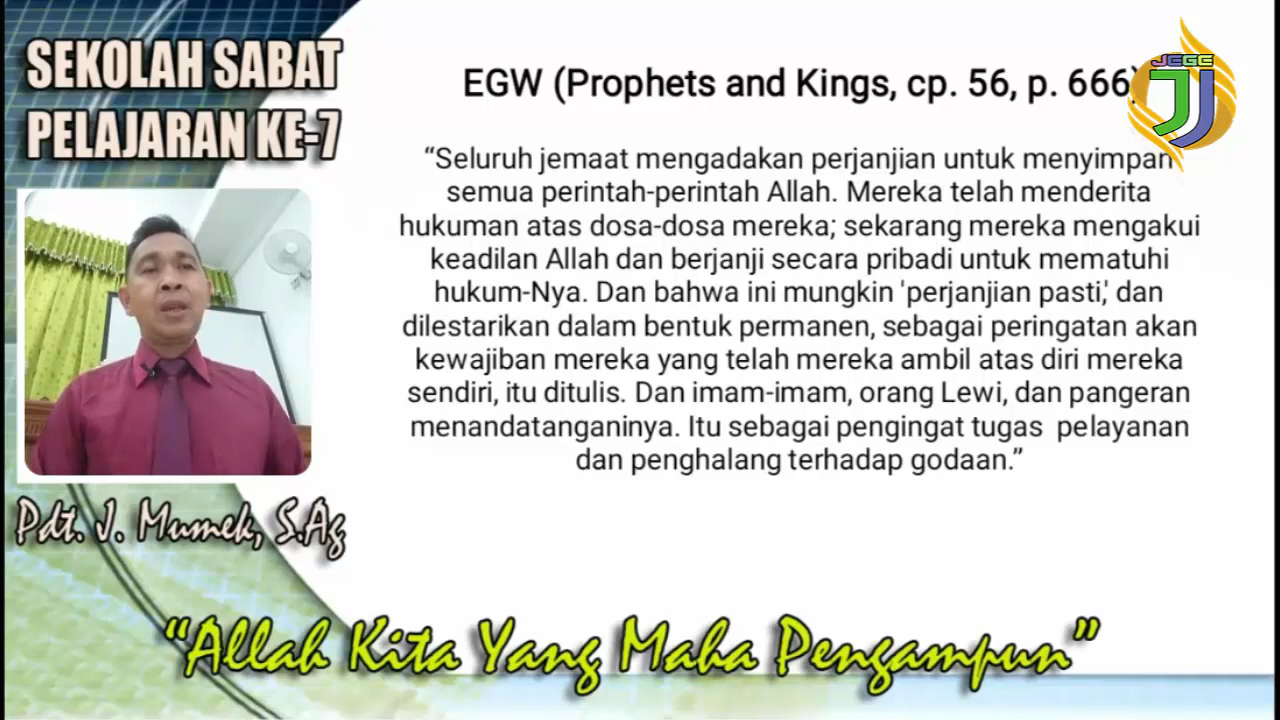 SEKOLAH SABAT
PELAJARAN KE-7
EGW (Prophets and Kings, cp. 56, p. 666)
JEGE
JJ
“Seluruh jemaat mengadakan perjanjian untuk menyimpan
semua perintah-perintah Allah. Mereka telah menderita
hukuman atas dosa-dosa mereka; sekarang mereka mengakui
keadilan Allah dan berjanji secara pribadi untuk mematuhi
hukum-Nya. Dan bahwa ini mungkin 'perjanjian pasti,' dan
dilestarikan dalam bentuk permanen, sebagai peringatan akan
kewajiban mereka yang telah mereka ambil atas diri mereka
sendiri, itu ditulis. Dan imam-imam, orang Lewi, dan pangeran
menandatanganinya. Itu sebagai pengingat tugas  pelayanan
dan penghalang terhadap godaan.”
Pdt. J. Mumek, S.Ag
“Allah Kita Yang Maha Pengampun”